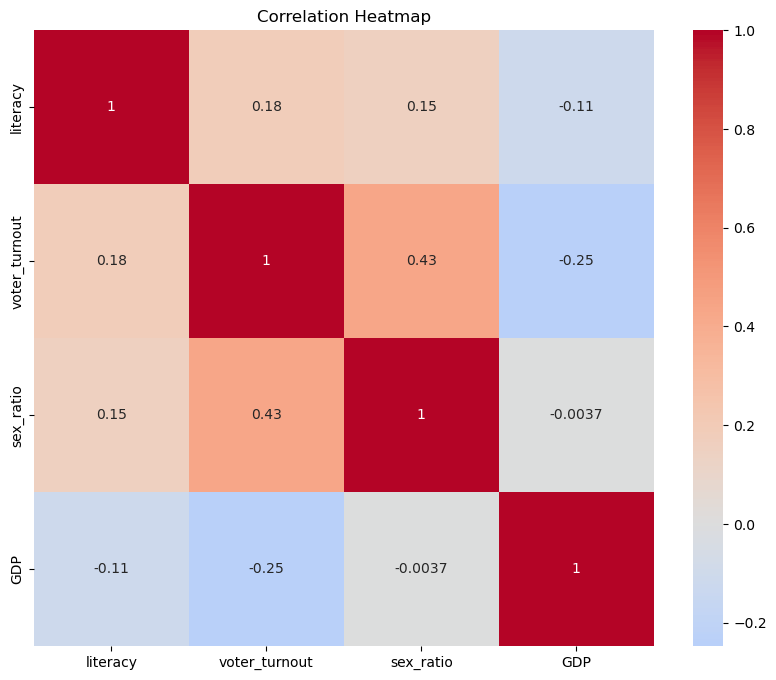 Correlation Heatmap
literacy
1
0.18
0.15
-0.11
voter_turnout
0.18
1
0.43
-0.25
sex_ratio
0.15
0.43
1
-0.0037
GDP
-0.11
-0.25
-0.0037
1
literacy
voter_turnout
sex_ratio
GDP
1.0
0.8
0.6
0.4
0.2
0.0
−0.2